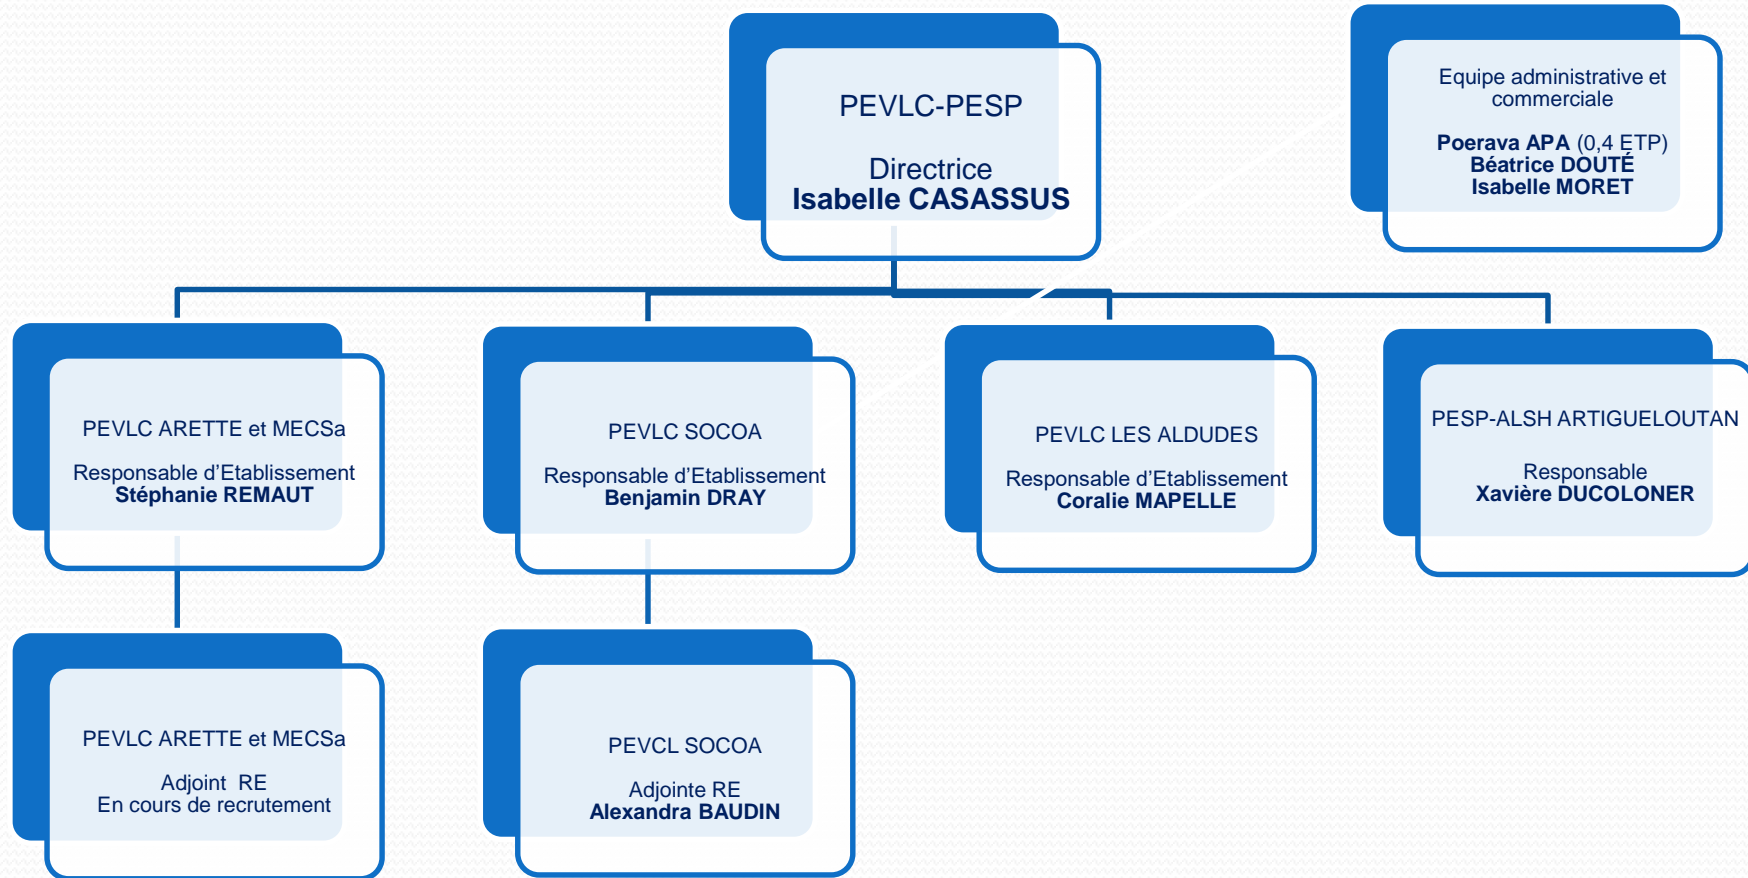 PEVLC-PESP
Directrice
Isabelle CASASSUS
Equipe administrative et
commerciale
Poerava APA (0,4 ETP)
Béatrice DOUTÉ
Isabelle MORET
PEVLC ARETTE et MECSa
Responsable d’Etablissement
Stéphanie REMAUT
PEVLC SOCOA
Responsable d’Etablissement
Benjamin DRAY
PEVLC LES ALDUDES
Responsable d’Etablissement
Coralie MAPELLE
PESP-ALSH ARTIGUELOUTAN
Responsable
Xavière DUCOLONER
PEVLC ARETTE et MECSa
Adjoint RE
En cours de recrutement
PEVCL SOCOA
Adjointe RE
Alexandra BAUDIN